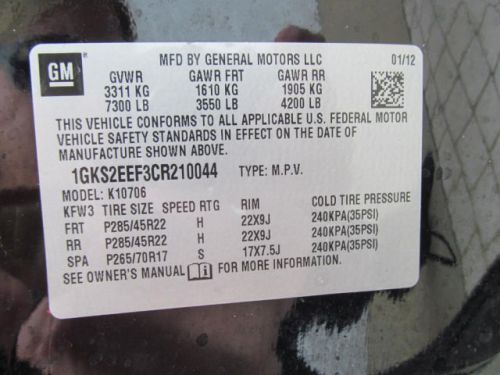 GM
MFD BY GENERAL MOTORS LLC 01/12
GVWR GAWR FRT GAWR RR
3311 KG 1610 KG 1905 KG
7300 LB 3550 LB 4200 LB
THIS VEHICLE CONFORMS TO ALL APPLICABLE U.S. FEDERAL MOTOR
VEHICLE SAFETY STANDARDS IN EFFECT ON THE DATE OF
MANUFACTURE SHOWN ABOVE.
1GKS2EEF3CR210044 TYPE: M.P.V.
MODEL: K10706
KFW3 TIRE SIZE SPEED RTG RIM COLD TIRE PRESSURE
FRT P285/45R22 H 22X9J 240KPA(35PSI)
RR P285/45R22 H 22X9J 240KPA(35PSI)
SPA P265/70R17 S 17X7.5J 240KPA(35PSI)
SEE OWNER'S MANUAL FOR MORE INFORMATION.